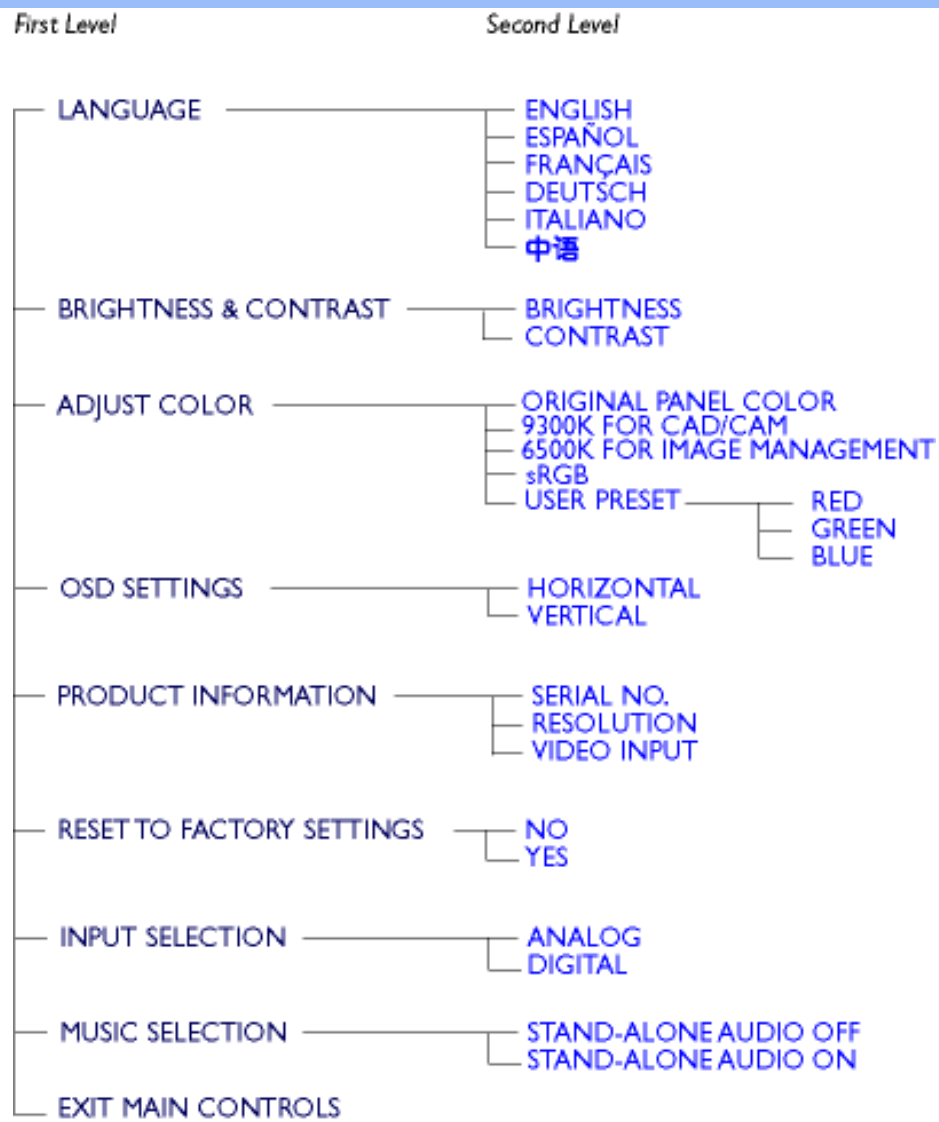 First Level Second Level
LANGUAGE ENGLISH
ESPAÑOL
FRANÇAIS
DEUTSCH
ITALIANO
中语
BRIGHTNESS & CONTRAST BRIGHTNESS
CONTRAST
ADJUST COLOR ORIGINAL PANEL COLOR
9300K FOR CAD/CAM
6500K FOR IMAGE MANAGEMENT
sRGB
USER PRESET RED
GREEN
BLUE
OSD SETTINGS HORIZONTAL
VERTICAL
PRODUCT INFORMATION SERIAL NO.
RESOLUTION
VIDEO INPUT
RESET TO FACTORY SETTINGS NO
YES
INPUT SELECTION ANALOG
DIGITAL
MUSIC SELECTION STAND-ALONE AUDIO OFF
STAND-ALONE AUDIO ON
EXIT MAIN CONTROLS